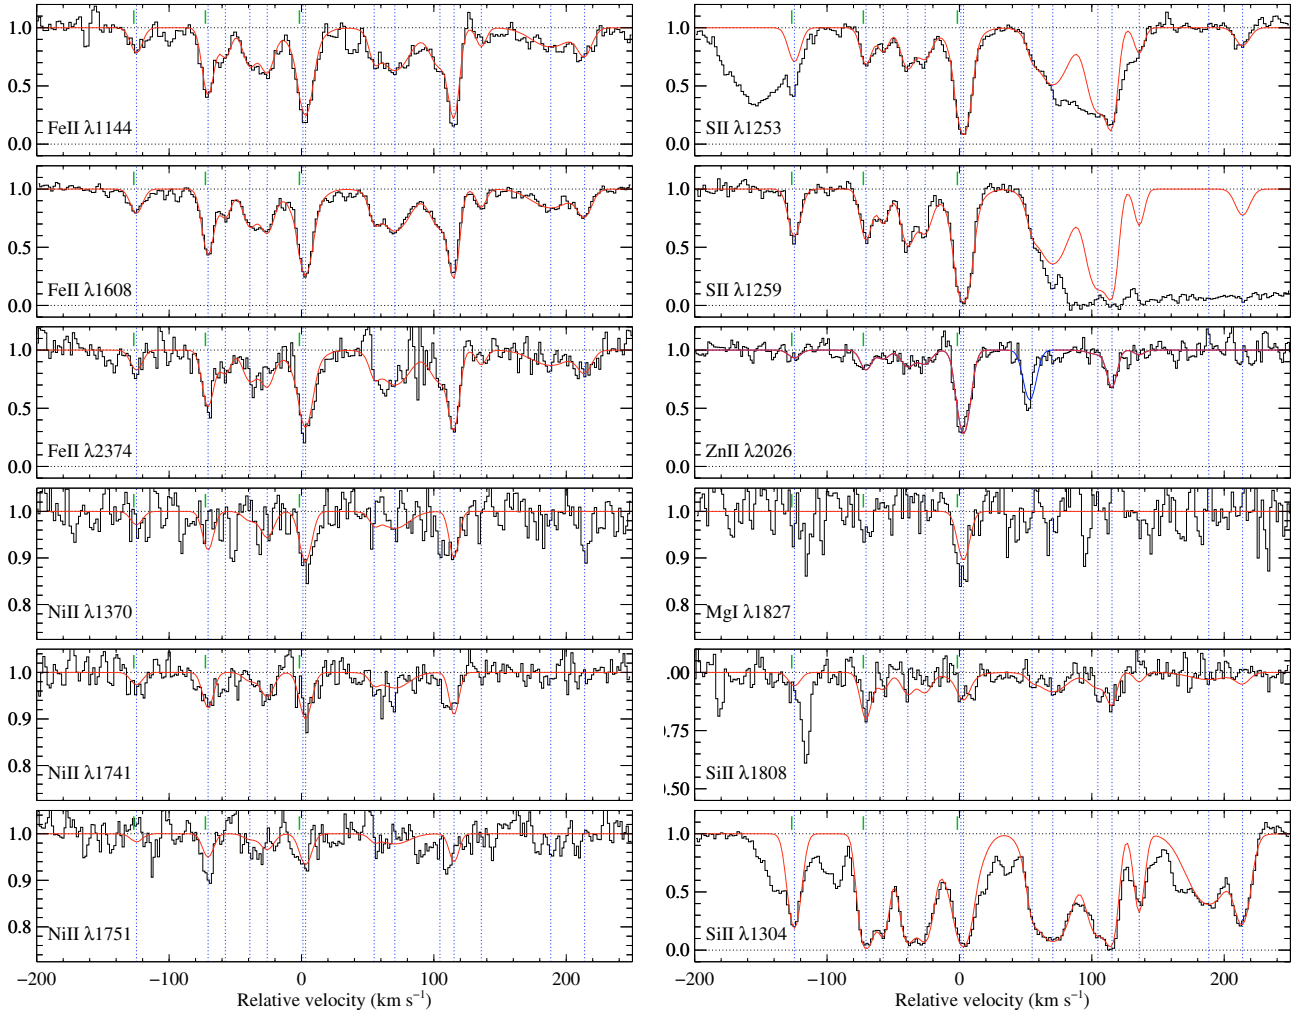 1.0
0.5
FeII λ1144
0.0
1.0
0.5
FeII λ1608
0.0
1.0
0.5
FeII λ2374
0.0
1.0
0.9
NiII λ1370
0.8
1.0
0.9
NiII λ1741
0.8
1.0
0.9
NiII λ1751
0.8
−200 −100 0 100 200
Relative velocity (km s⁻¹)
1.0
0.5
SII λ1253
0.0
1.0
0.5
SII λ1259
0.0
1.0
0.5
ZnII λ2026
0.0
1.0
0.9
MgI λ1827
0.8
.00
0.75
SiII λ1808
0.50
1.0
0.5
SiII λ1304
0.0
−200 −100 0 100 200
Relative velocity (km s⁻¹)